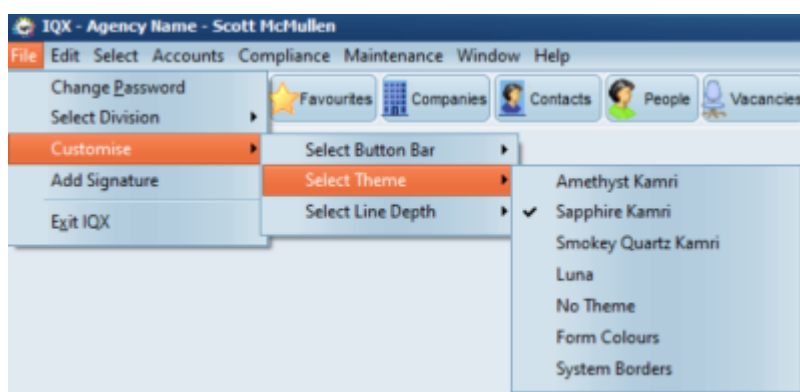 IQX - Agency Name - Scott McMullen
File Edit Select Accounts Compliance Maintenance Window Help
Change Password
Select Division
Favourites Companies Contacts People Vacancies
Customise
Add Signature
Exit IQX
Select Button Bar
Select Theme
Select Line Depth
Amethyst Kamri
Sapphire Kamri
Smokey Quartz Kamri
Luna
No Theme
Form Colours
System Borders